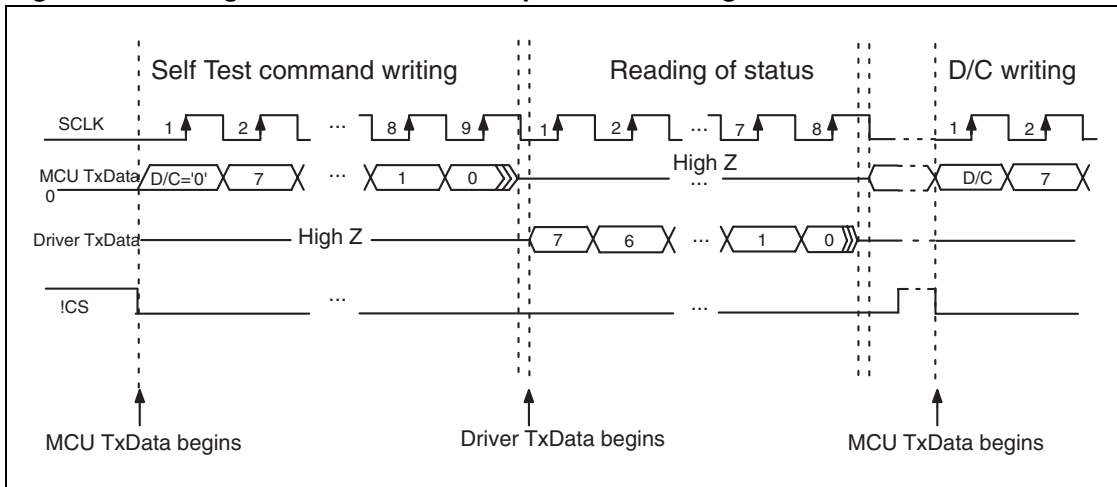 Self Test command writing
Reading of status
D/C writing
SCLK
1
2
...
8
9
1
2
...
7
8
1
2
MCU TxData
0
D/C='0'
7
...
1
0
High Z
...
D/C
7
Driver TxData
High Z
7
6
...
1
0
!CS
...
...
MCU TxData begins
Driver TxData begins
MCU TxData begins